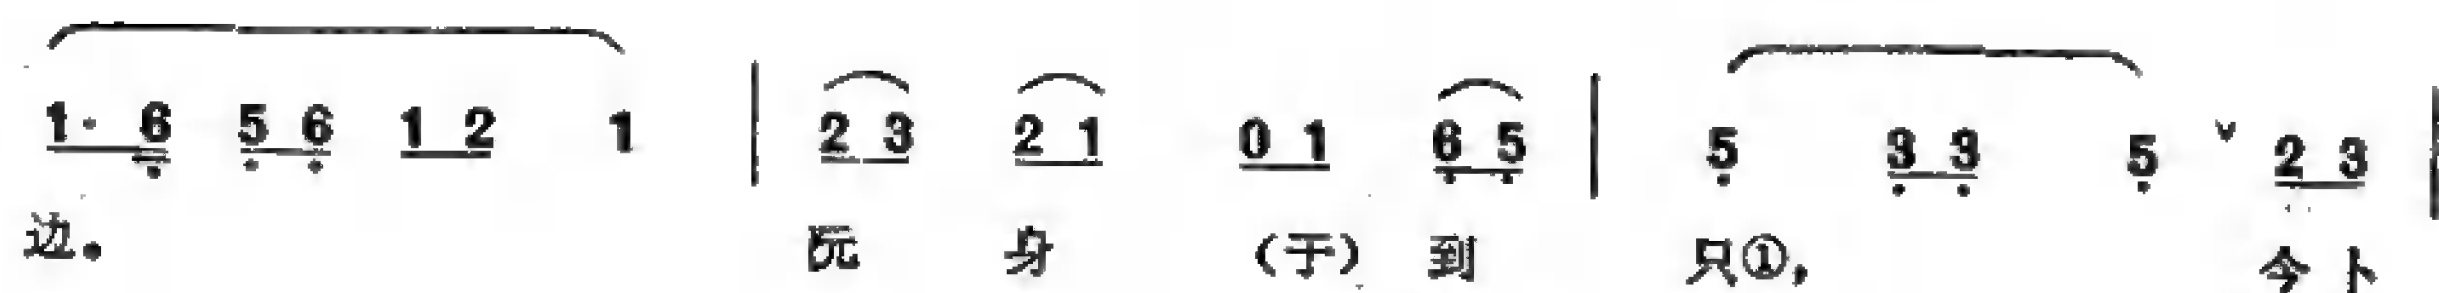 1· 6 5 6 1 2 1 | 2 3 2 1 0 1 6 5 | 5 3 3 5 ˅ 2 3 |
边。 阮 身 (于) 到 只①, 今 卜